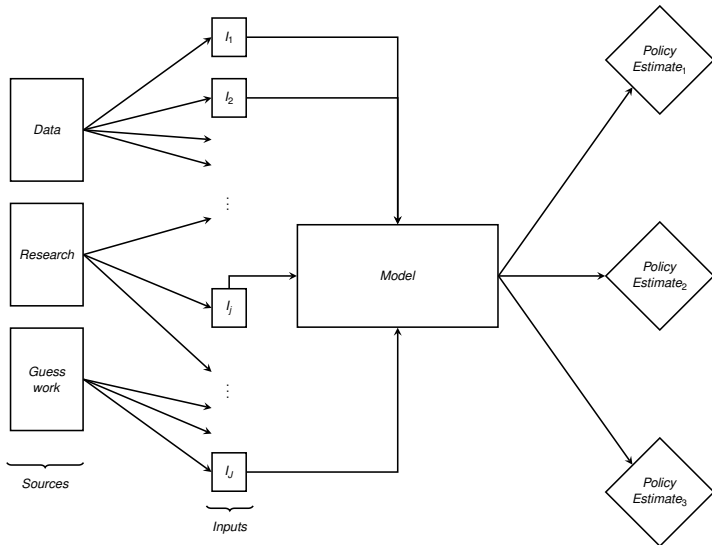 Data
Research
Guess
work
Sources
I1
I2
⋮
Ij
⋮
IJ
Inputs
Model
Policy
Estimate1
Policy
Estimate2
Policy
Estimate3